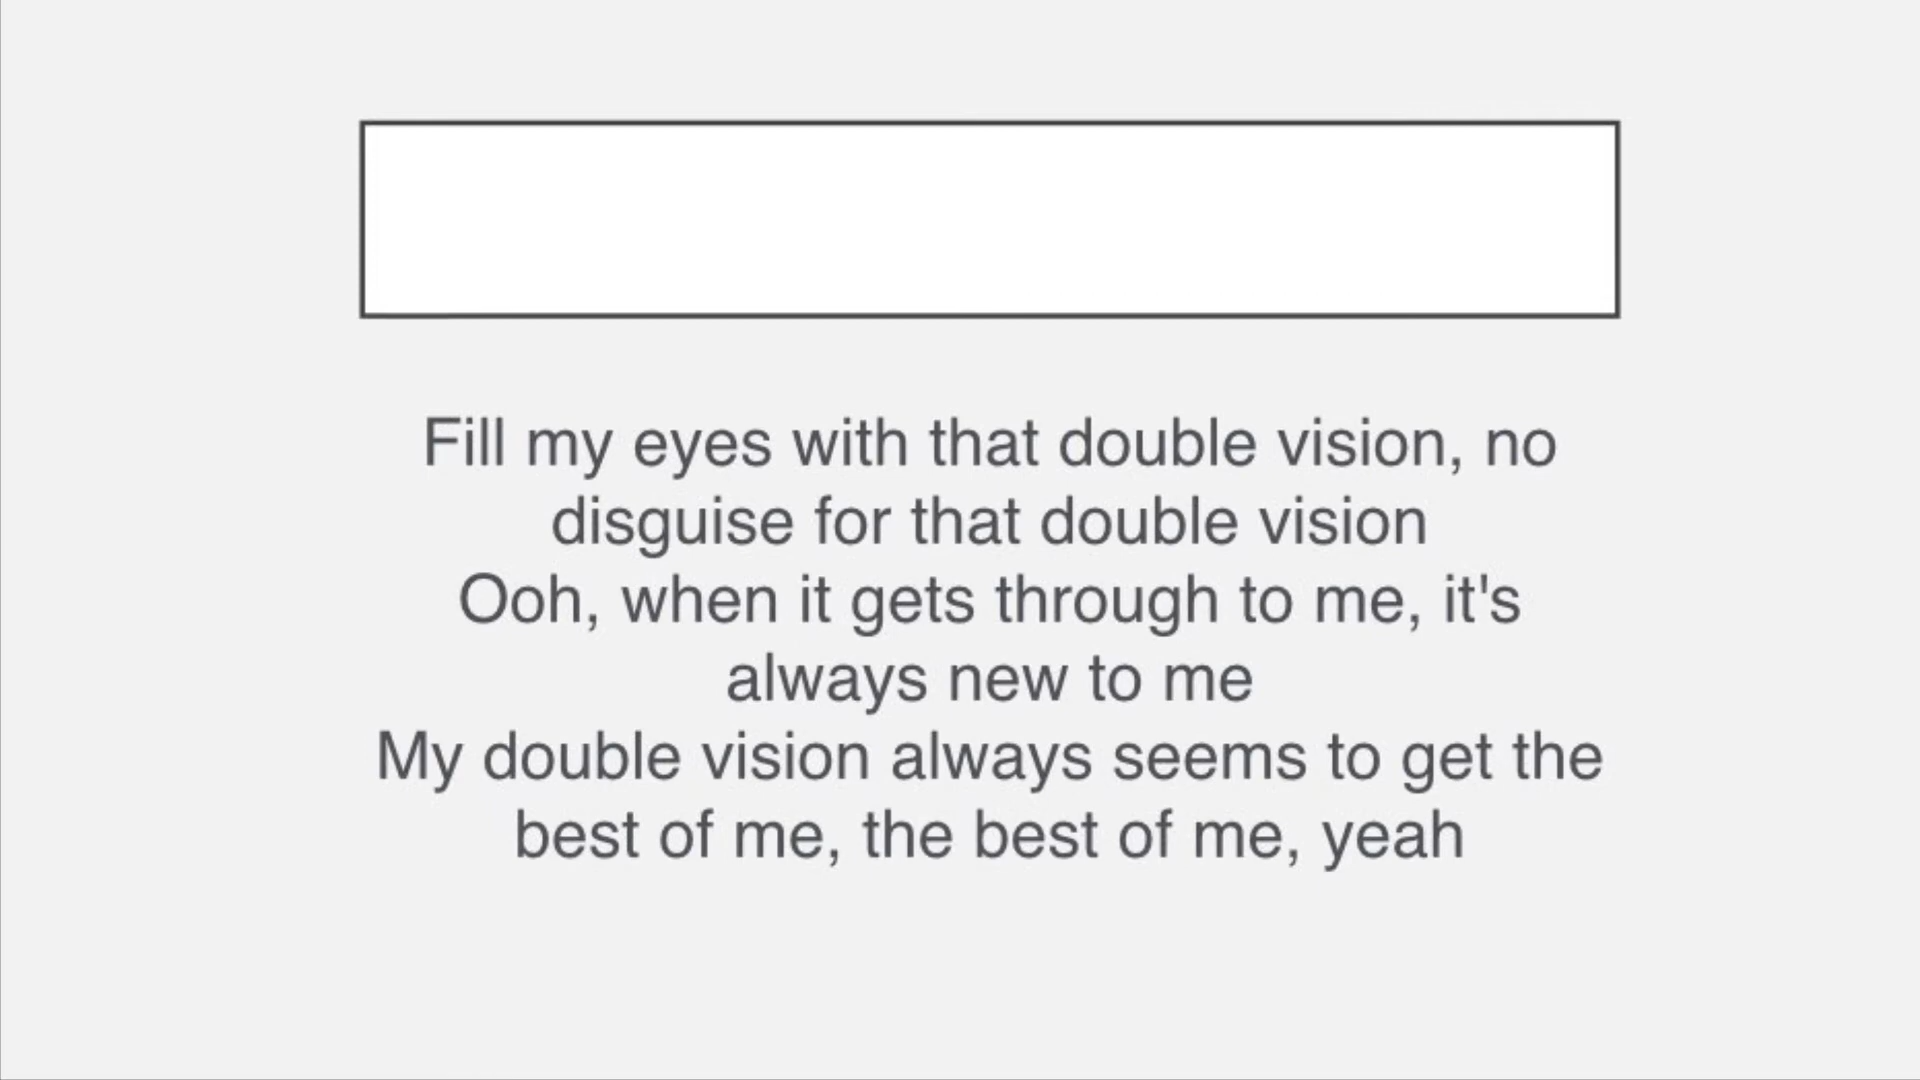 Fill my eyes with that double vision, no
disguise for that double vision
Ooh, when it gets through to me, it's
always new to me
My double vision always seems to get the
best of me, the best of me, yeah